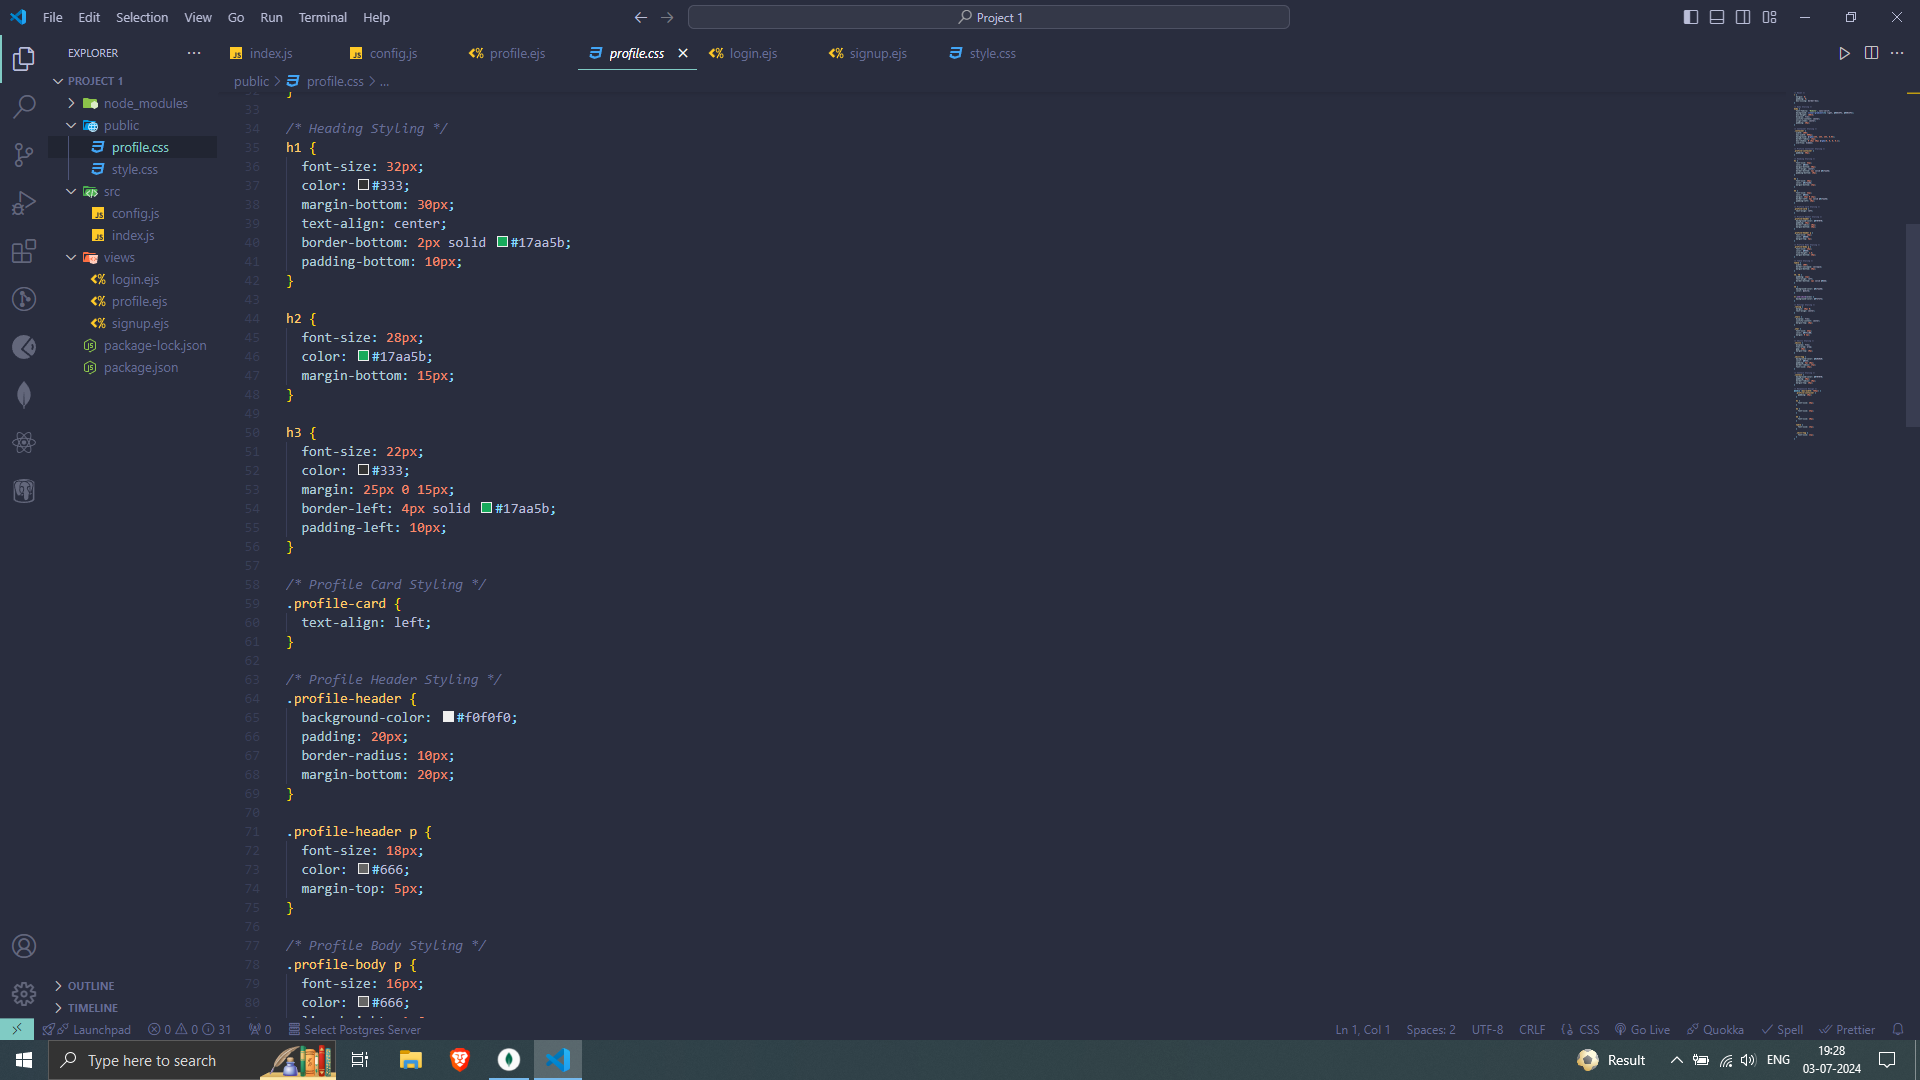 File Edit Selection View Go Run Terminal Help
Project 1
EXPLORER
index.js
config.js
profile.ejs
profile.css
login.ejs
signup.ejs
style.css
PROJECT 1
public > profile.css > ...
node_modules
public
profile.css
style.css
src
config.js
index.js
views
login.ejs
profile.ejs
signup.ejs
package-lock.json
package.json
OUTLINE
TIMELINE
32 }
33
34 /* Heading Styling */
35 h1 {
36 font-size: 32px;
37 color: #333;
38 margin-bottom: 30px;
39 text-align: center;
40 border-bottom: 2px solid #17aa5b;
41 padding-bottom: 10px;
42 }
43
44 h2 {
45 font-size: 28px;
46 color: #17aa5b;
47 margin-bottom: 15px;
48 }
49
50 h3 {
51 font-size: 22px;
52 color: #333;
53 margin: 25px 0 15px;
54 border-left: 4px solid #17aa5b;
55 padding-left: 10px;
56 }
57
58 /* Profile Card Styling */
59 .profile-card {
60 text-align: left;
61 }
62
63 /* Profile Header Styling */
64 .profile-header {
65 background-color: #f0f0f0;
66 padding: 20px;
67 border-radius: 10px;
68 margin-bottom: 20px;
69 }
70
71 .profile-header p {
72 font-size: 18px;
73 color: #666;
74 margin-top: 5px;
75 }
76
77 /* Profile Body Styling */
78 .profile-body p {
79 font-size: 16px;
80 color: #666;
Launchpad 0 0 31 0 Select Postgres Server
Ln 1, Col 1 Spaces: 2 UTF-8 CRLF CSS Go Live Quokka Spell Prettier
Type here to search
Result
ENG
19:28
03-07-2024